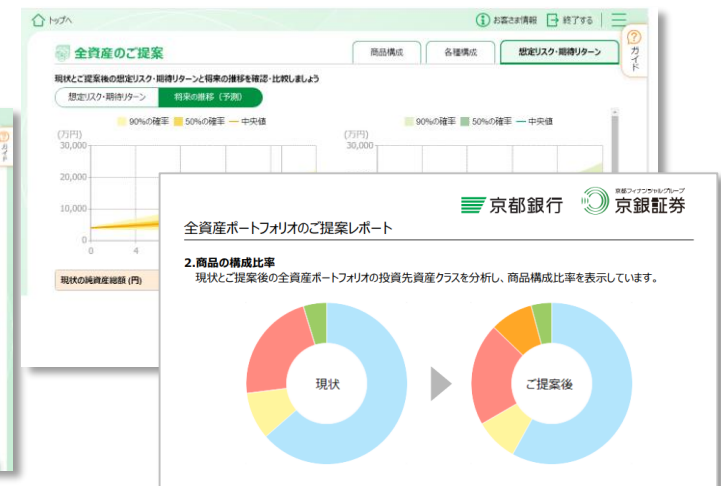 トップへ
お客さま情報
終了する
全資産のご提案
商品構成
各種構成
想定リスク・期待リターン
?
ガイド
現状とご提案後の想定リスク・期待リターンと将来の推移を確認・比較しましょう
想定リスク・期待リターン
将来の推移（予測）
90%の確率 50%の確率 中央値
90%の確率 50%の確率 中央値
(万円)
(万円)
30,000
30,000
20,000
10,000
0
0
4
現状の純資産総額 (円)
?
ガイド
京都銀行
京都フィナンシャルグループ
京銀証券
全資産ポートフォリオのご提案レポート
2.商品の構成比率
現状とご提案後の全資産ポートフォリオの投資先資産クラスを分析し、商品構成比率を表示しています。
現状
ご提案後